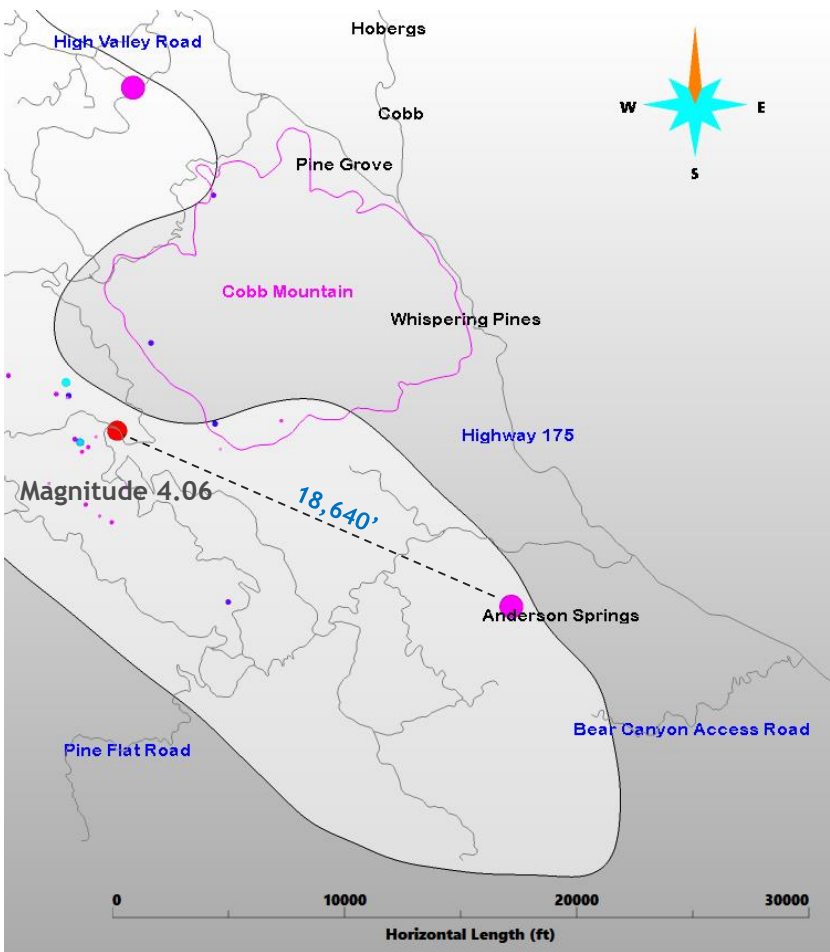 Hobergs
High Valley Road
W
E
Cobb
Pine Grove
S
Cobb Mountain
Whispering Pines
Highway 175
Magnitude 4.06
18,640’
Anderson Springs
Bear Canyon Access Road
Pine Flat Road
0 10000 20000 30000
Horizontal Length (ft)